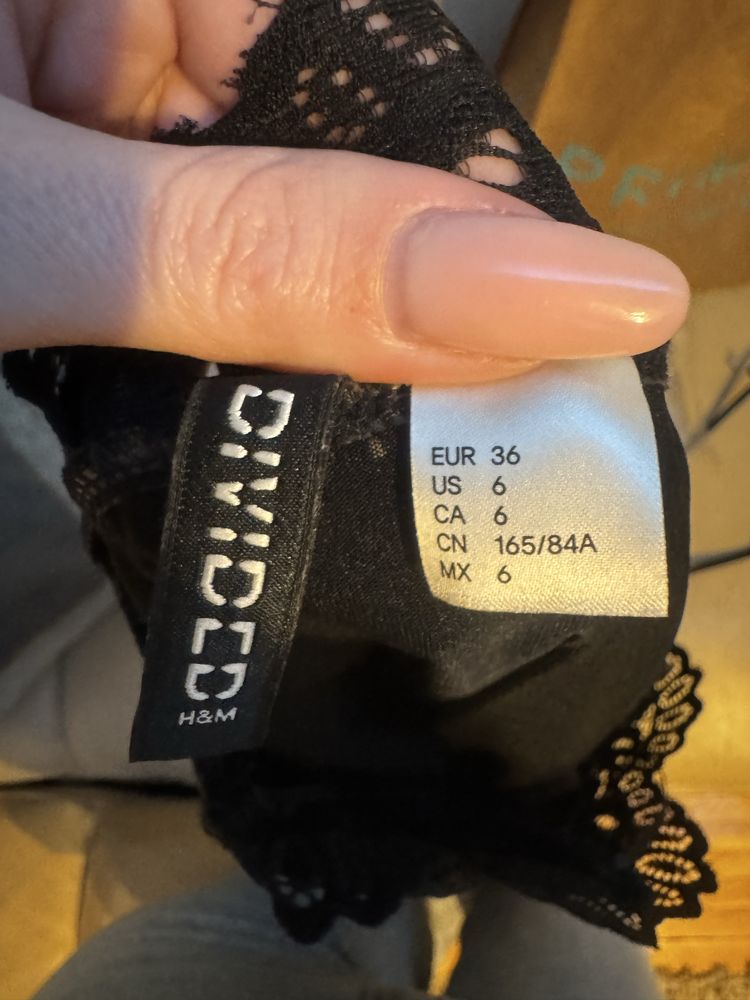 DIVIDED
H&M
EUR 36
US 6
CA 6
CN 165/84A
MX 6